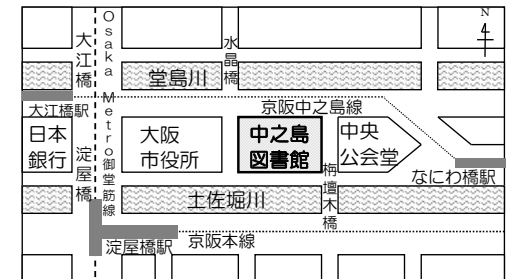 N
大江橋
Osaka Metro御堂筋線
水晶橋
堂島川
大江橋駅
京阪中之島線
日本
銀行
大阪
市役所
中之島
図書館
中央
公会堂
なにわ橋駅
淀屋橋
土佐堀川
栴壇木橋
淀屋橋駅
京阪本線